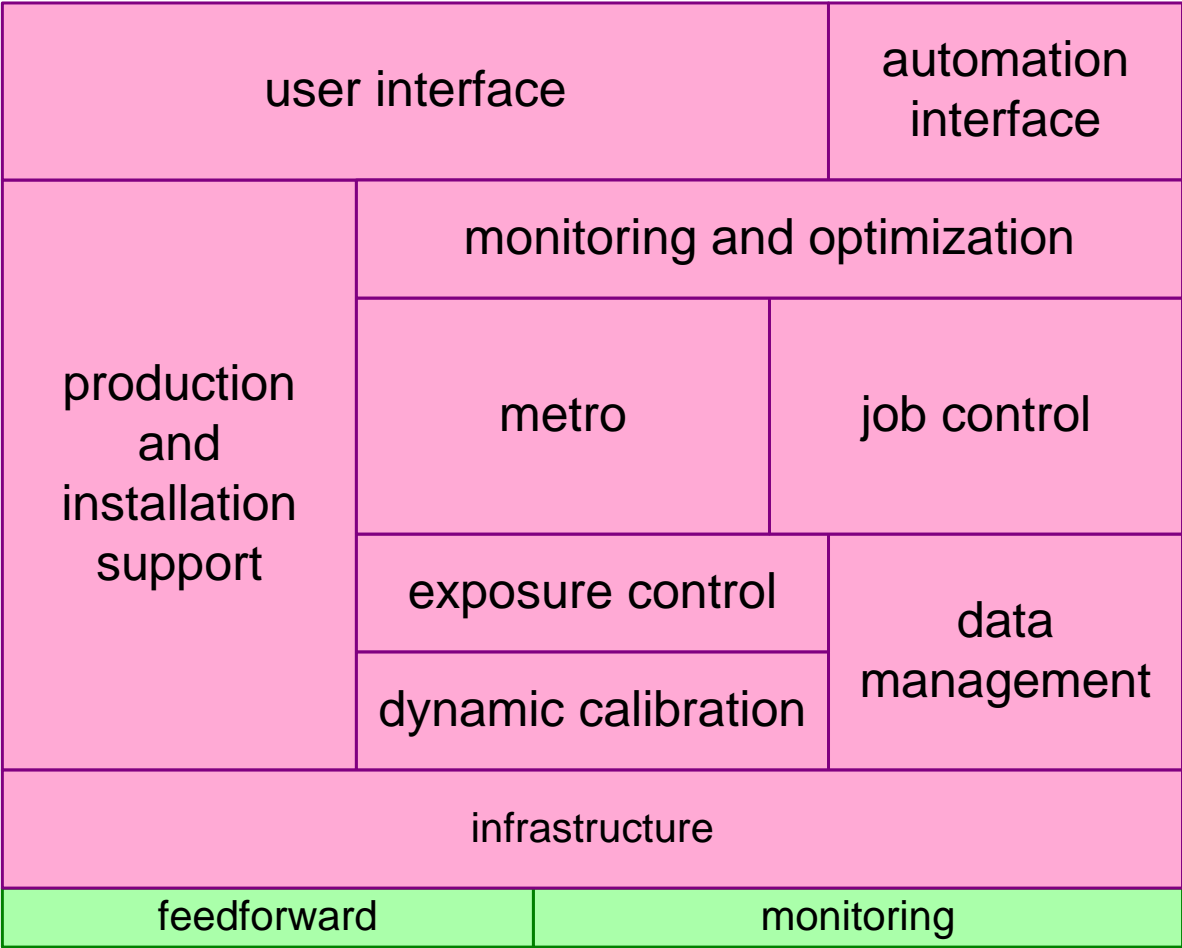 user interface
automation
interface
monitoring and optimization
production
and
installation
support
metro
job control
exposure control
data
management
dynamic calibration
infrastructure
feedforward
monitoring